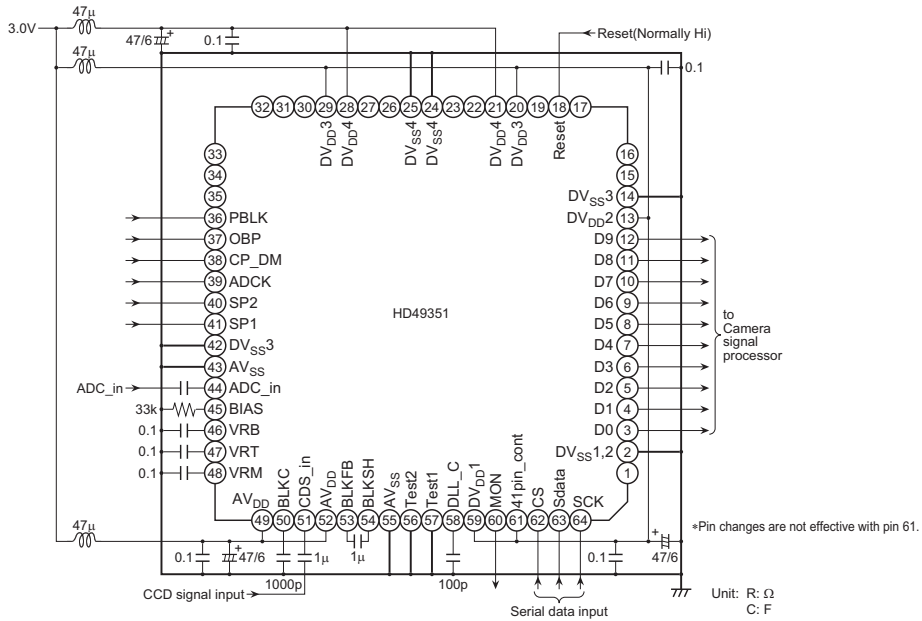 3.0V
47µ
47/6
+
0.1
Reset(Normally Hi)
47µ
0.1
32 31 30 29 28 27 26 25 24 23 22 21 20 19 18 17
DVDD3
DVDD4
DVSS4
DVSS4
DVDD4
DVDD3
Reset
33
34
35
36 PBLK
37 OBP
38 CP_DM
39 ADCK
40 SP2
41 SP1
42 DVSS3
43 AVSS
ADC_in
44 ADC_in
33k
45 BIAS
0.1
46 VRB
0.1
47 VRT
0.1
48 VRM
HD49351
16
15
DVSS3 14
DVDD2 13
D9 12
D8 11
D7 10
D6 9
D5 8
D4 7
D3 6
D2 5
D1 4
D0 3
DVSS1,2 2
1
to
Camera
signal
processor
AVDD
BLKC
CDS_in
AVDD
BLKFB
BLKSH
AVSS
Test2
Test1
DLL_C
DVDD1
MON
41pin_cont
CS
Sdata
SCK
49 50 51 52 53 54 55 56 57 58 59 60 61 62 63 64
*Pin changes are not effective with pin 61.
47µ
0.1
+
47/6
1000p
1µ
1µ
100p
0.1
+
47/6
CCD signal input
Serial data input
Unit: R: Ω
C: F